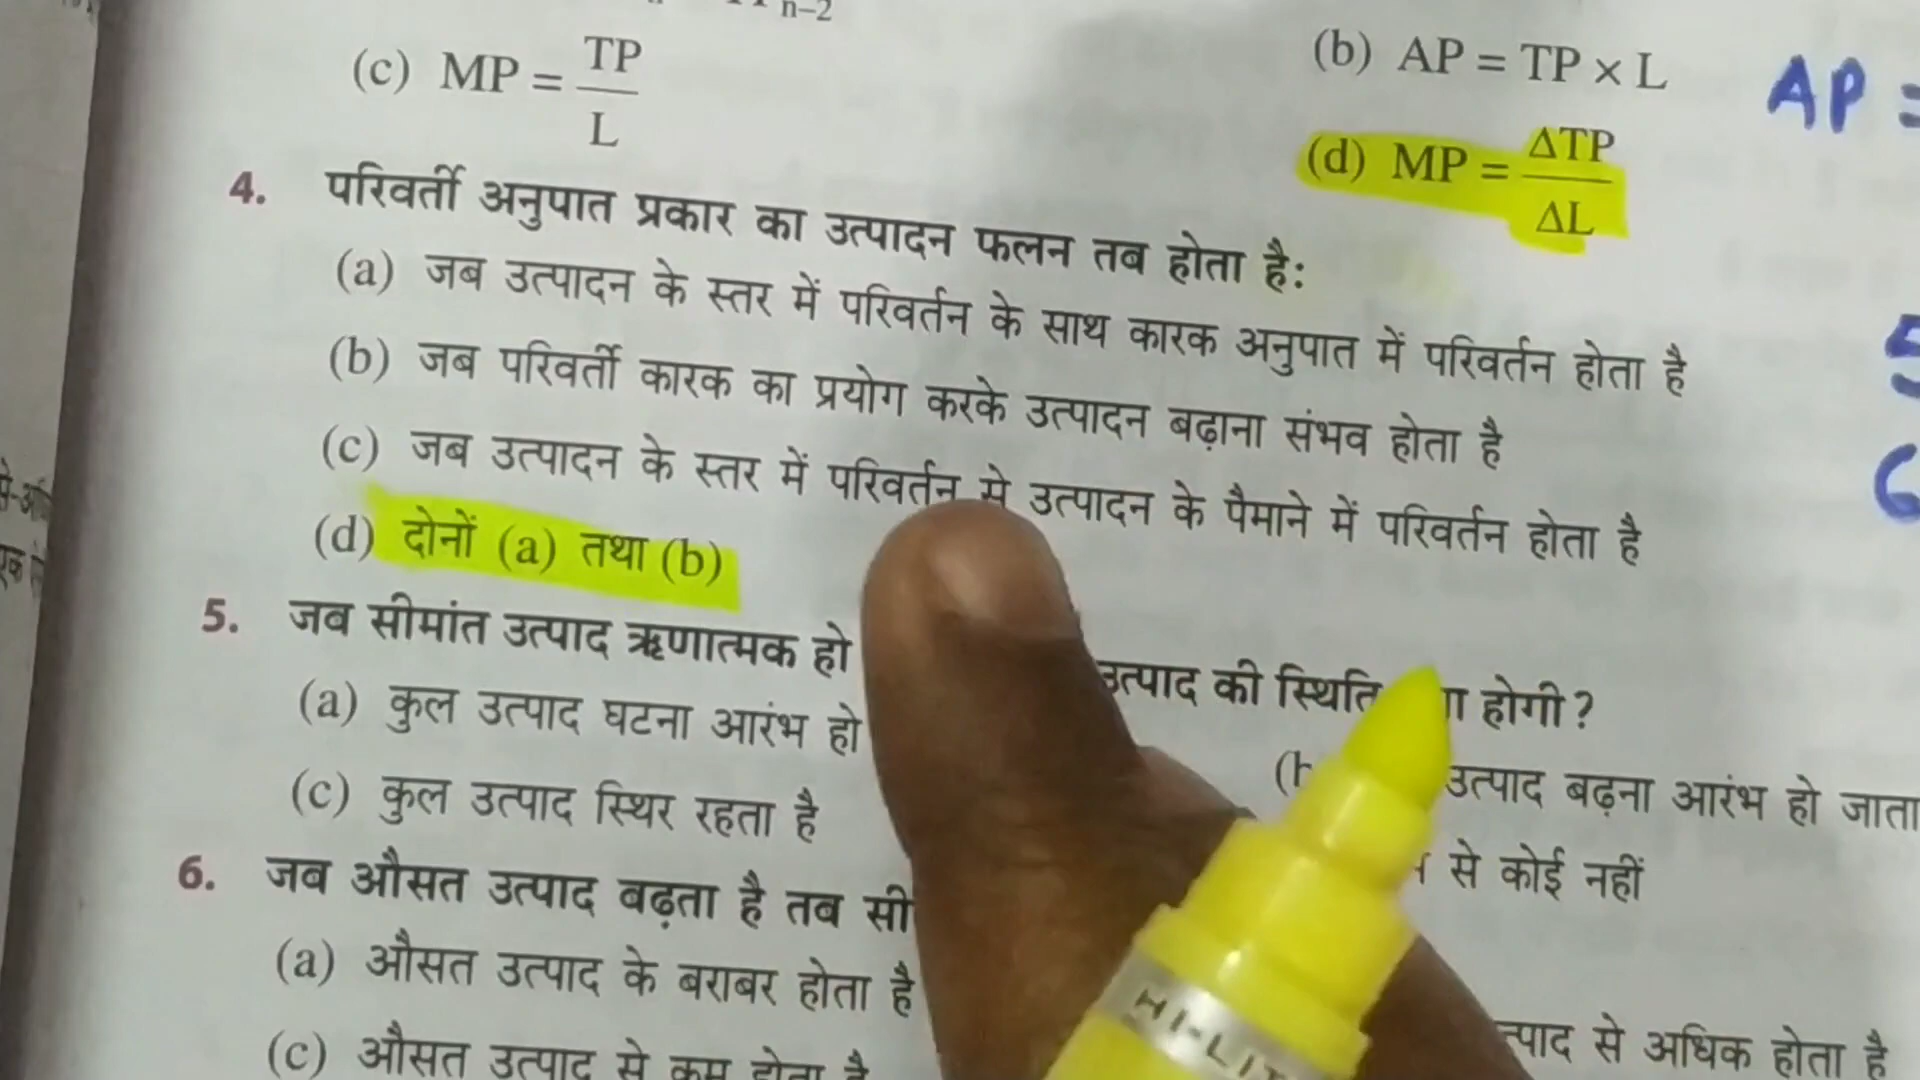 n–2
(c) MP = TP/L
(b) AP = TP × L
AP =
(d) MP = ΔTP/ΔL
4. परिवर्ती अनुपात प्रकार का उत्पादन फलन तब होता है:
(a) जब उत्पादन के स्तर में परिवर्तन के साथ कारक अनुपात में परिवर्तन होता है
(b) जब परिवर्ती कारक का प्रयोग करके उत्पादन बढ़ाना संभव होता है
(c) जब उत्पादन के स्तर में परिवर्तन से उत्पादन के पैमाने में परिवर्तन होता है
(d) दोनों (a) तथा (b)
5. जब सीमांत उत्पाद ऋणात्मक हो उत्पाद की स्थिति होगी?
(a) कुल उत्पाद घटना आरंभ हो
उत्पाद बढ़ना आरंभ हो जाता
(c) कुल उत्पाद स्थिर रहता है
से कोई नहीं
6. जब औसत उत्पाद बढ़ता है तब
(a) औसत उत्पाद के बराबर होता है
से अधिक होता है
(c) औसत उत्पाद से कम होता है
HI-LIT